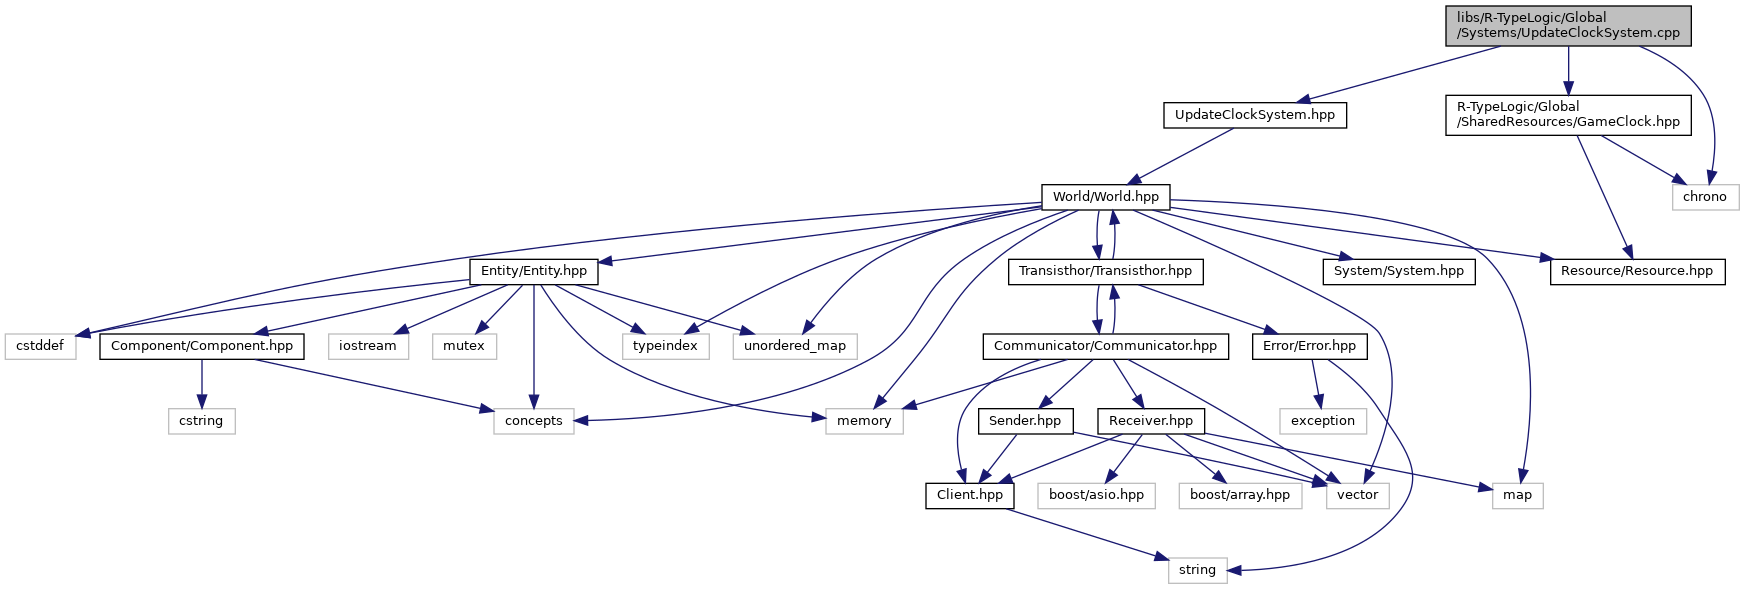 libs/R-TypeLogic/Global
/Systems/UpdateClockSystem.cpp
UpdateClockSystem.hpp
R-TypeLogic/Global
/SharedResources/GameClock.hpp
World/World.hpp
chrono
Entity/Entity.hpp
Transisthor/Transisthor.hpp
System/System.hpp
Resource/Resource.hpp
cstddef
Component/Component.hpp
iostream
mutex
typeindex
unordered_map
Communicator/Communicator.hpp
Error/Error.hpp
cstring
concepts
memory
Sender.hpp
Receiver.hpp
exception
Client.hpp
boost/asio.hpp
boost/array.hpp
vector
map
string